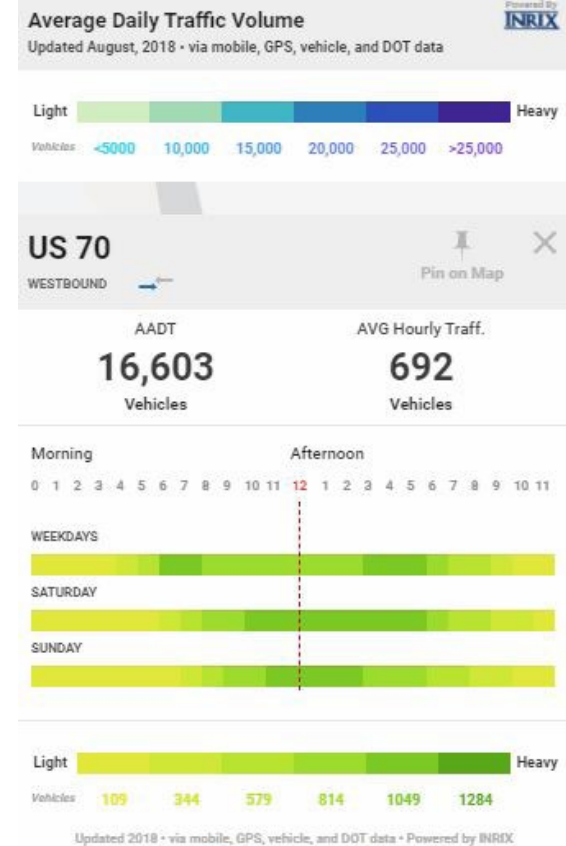 Average Daily Traffic Volume
Powered By
INRIX
Updated August, 2018 • via mobile, GPS, vehicle, and DOT data
Light Heavy
Vehicles <5000 10,000 15,000 20,000 25,000 >25,000
US 70
WESTBOUND
Pin on Map
AADT AVG Hourly Traff.
16,603 692
Vehicles Vehicles
Morning Afternoon
0 1 2 3 4 5 6 7 8 9 10 11 12 1 2 3 4 5 6 7 8 9 10 11
WEEKDAYS
SATURDAY
SUNDAY
Light Heavy
Vehicles 109 344 579 814 1049 1284
Updated 2018 • via mobile, GPS, vehicle, and DOT data • Powered by INRIX